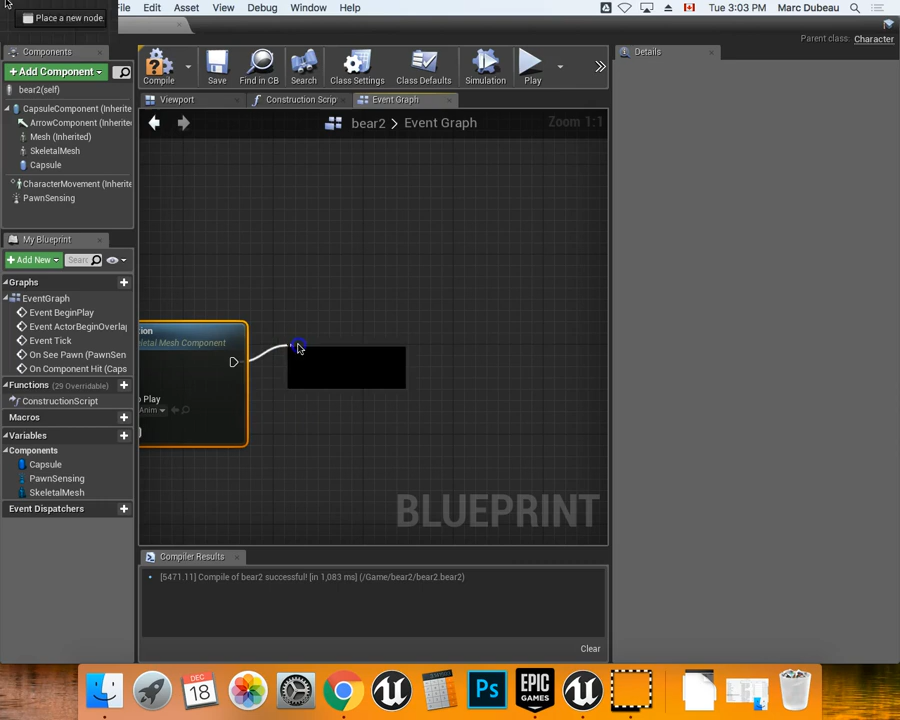 Place a new node.
File Edit Asset View Debug Window Help
Tue 3:03 PM Marc Dubeau
Parent class: Character
Components
Details
+Add Component
Compile Save Find in CB Search Class Settings Class Defaults Simulation Play
bear2(self)
Viewport Construction Scrip Event Graph
CapsuleComponent (Inherite
ArrowComponent (Inherite
bear2 > Event Graph Zoom 1:1
Mesh (Inherited)
SkeletalMesh
Capsule
CharacterMovement (Inherite
PawnSensing
My Blueprint
+Add New Searc
Graphs
EventGraph
Event BeginPlay
Event ActorBeginOverlap
Event Tick
On See Pawn (PawnSen
On Component Hit (Caps
Functions (29 Overridable)
ConstructionScript
Macros
Variables
Components
Capsule
PawnSensing
SkeletalMesh
Event Dispatchers
ion
eletal Mesh Component
o Play
Anim
BLUEPRINT
Compiler Results
[5471.11] Compile of bear2 successful! [in 1,083 ms] (/Game/bear2/bear2.bear2)
Clear
DEC
18
Ps
EPIC
GAMES